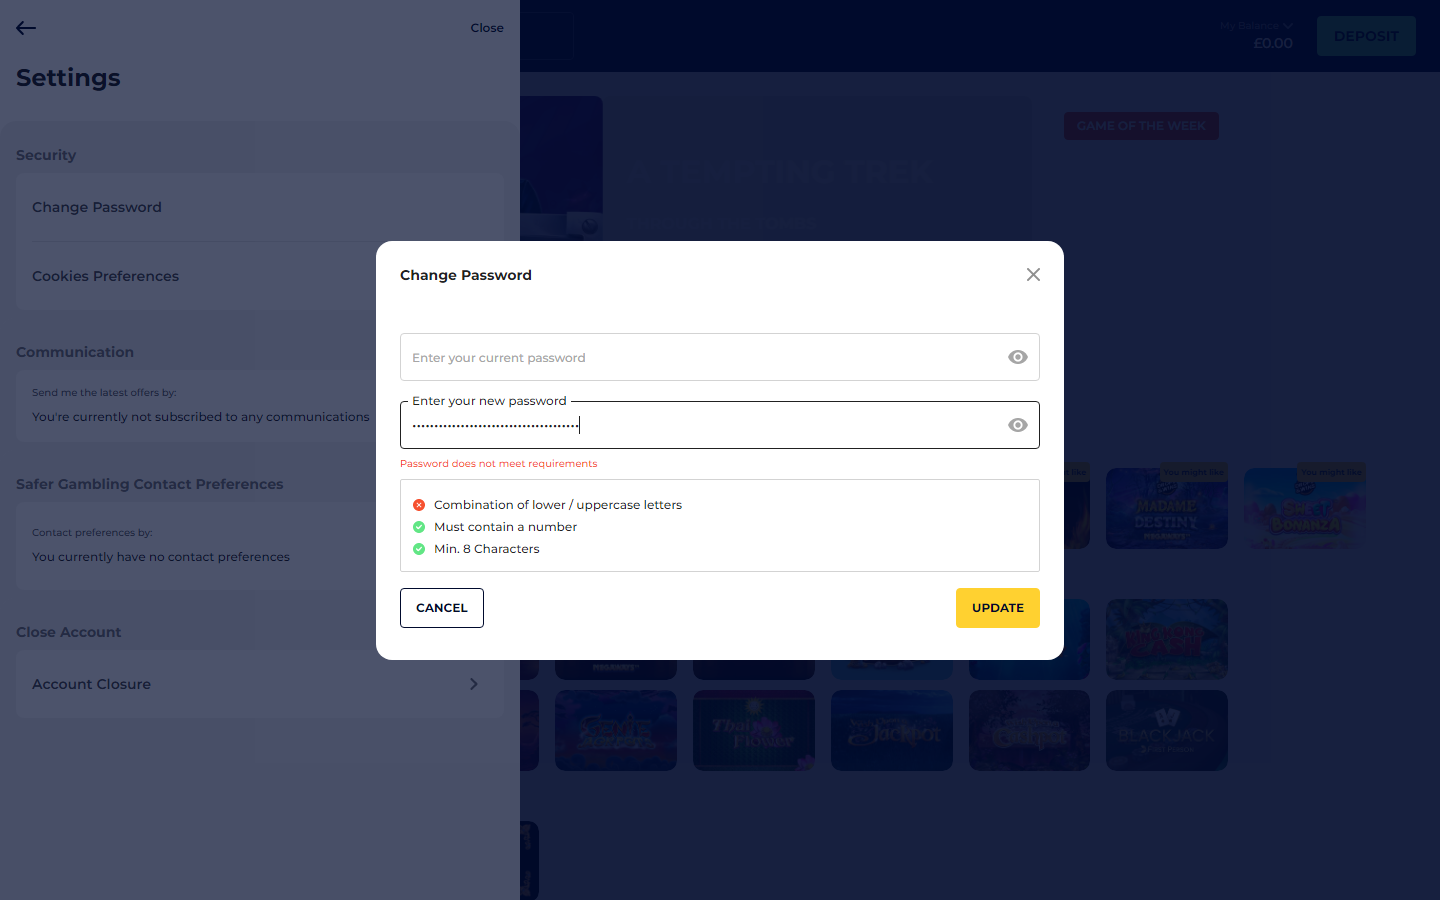 Close
Settings
Security
Change Password
Cookies Preferences
Communication
Send me the latest offers by:
You're currently not subscribed to any communications
Safer Gambling Contact Preferences
Contact preferences by:
You currently have no contact preferences
Close Account
Account Closure
My Balance
£0.00
DEPOSIT
GAME OF THE WEEK
TREK
Change Password
Enter your current password
Enter your new password
•••••••••••••••••••••••••••••••••••••
Password does not meet requirements
Combination of lower / uppercase letters
Must contain a number
Min. 8 Characters
CANCEL
UPDATE
You might like
You might like
MADAME
DESTINY
MEGAWAYS
SWEET
BONANZA
MEGAWAYS
Thai
Flower
Jackpot
BLACKJACK